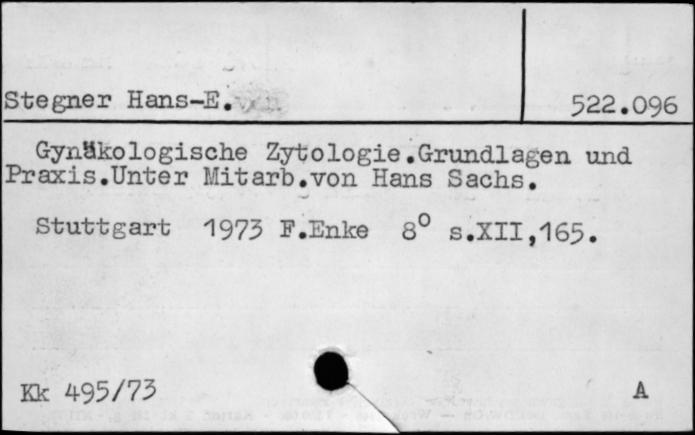 Stegner Hans-E.
522.096
Gynäkologische Zytologie.Grundlagen und
Praxis.Unter Mitarb.von Hans Sachs.
Stuttgart 1973 F.Enke 8° s.XII,165.
Kk 495/73
A